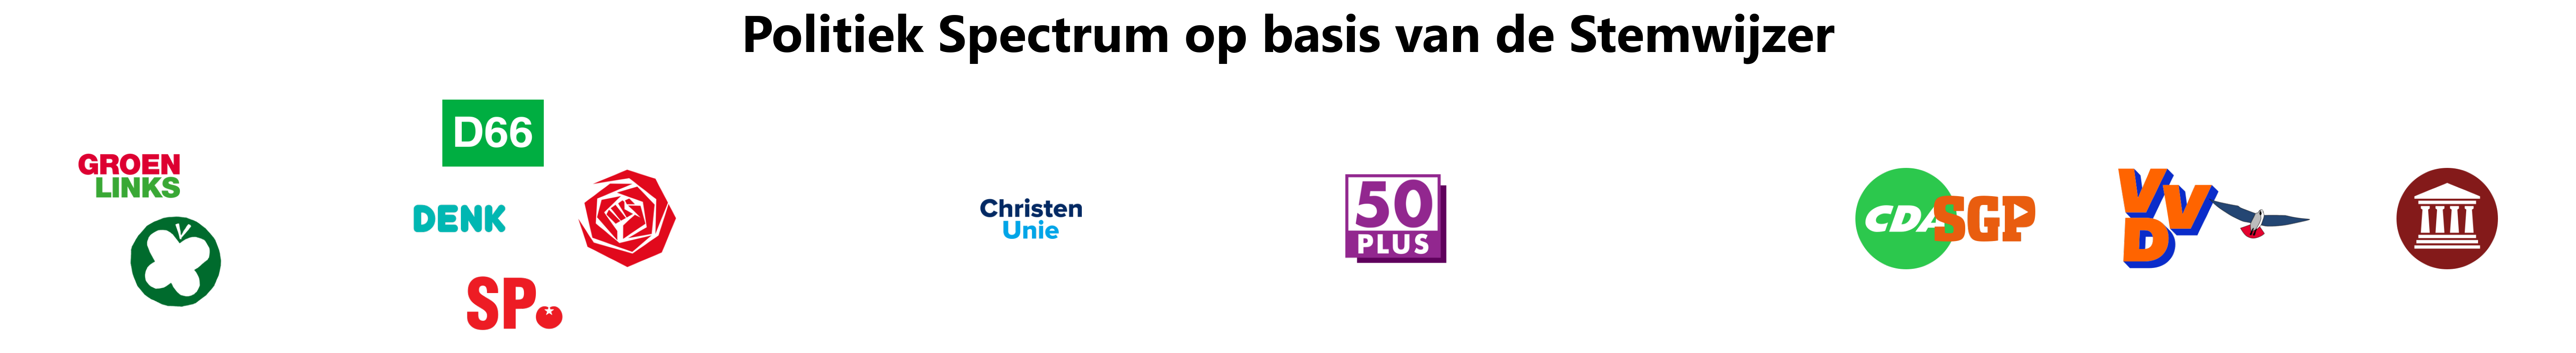 Politiek Spectrum op basis van de Stemwijzer
GROEN
LINKS
D66
DENK
SP
Christen
Unie
50
PLUS
CDA
SGP
VVD